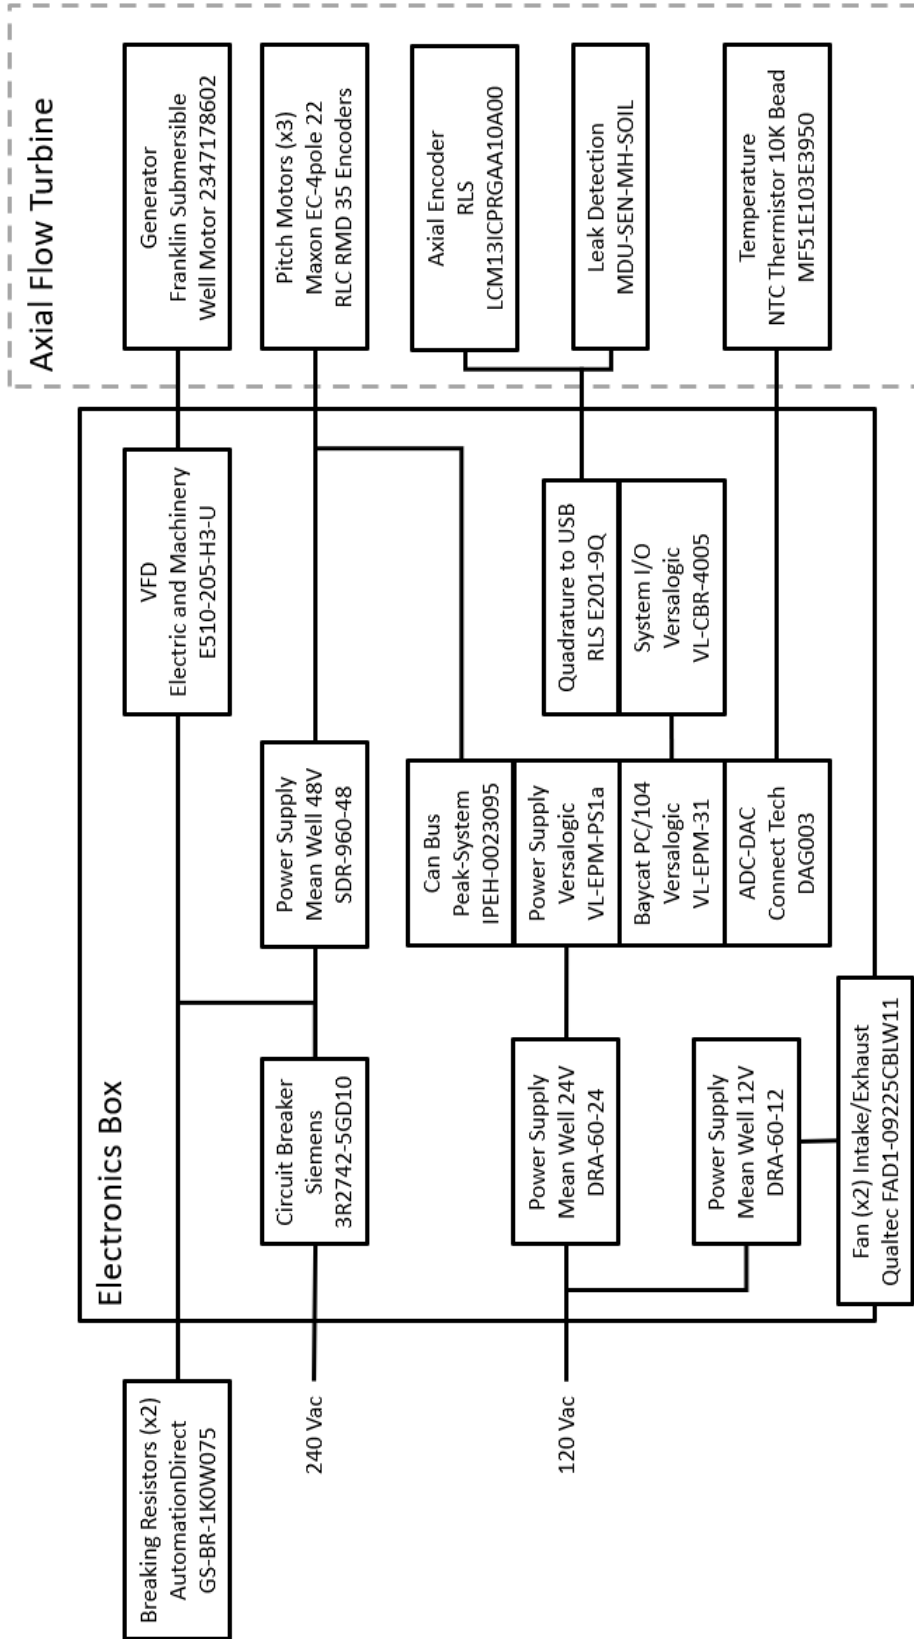 Axial Flow Turbine
Electronics Box
Breaking Resistors (x2)
AutomationDirect
GS-BR-1K0W075
VFD
Electric and Machinery
E510-205-H3-U
Generator
Franklin Submersible
Well Motor 2347178602
240 Vac
Circuit Breaker
Siemens
3R2742-5GD10
Power Supply
Mean Well 48V
SDR-960-48
Pitch Motors (x3)
Maxon EC-4pole 22
RLC RMD 35 Encoders
Can Bus
Peak-System
IPEH-0023095
Axial Encoder
RLS
LCM13ICPRGAA10A00
120 Vac
Power Supply
Mean Well 24V
DRA-60-24
Power Supply
Versalogic
VL-EPM-PS1a
Quadrature to USB
RLS E201-9Q
Leak Detection
MDU-SEN-MH-SOIL
Baycat PC/104
Versalogic
VL-EPM-31
System I/O
Versalogic
VL-CBR-4005
Power Supply
Mean Well 12V
DRA-60-12
ADC-DAC
Connect Tech
DAG003
Temperature
NTC Thermistor 10K Bead
MF51E103E3950
Fan (x2) Intake/Exhaust
Qualtec FAD1-09225CBLW11